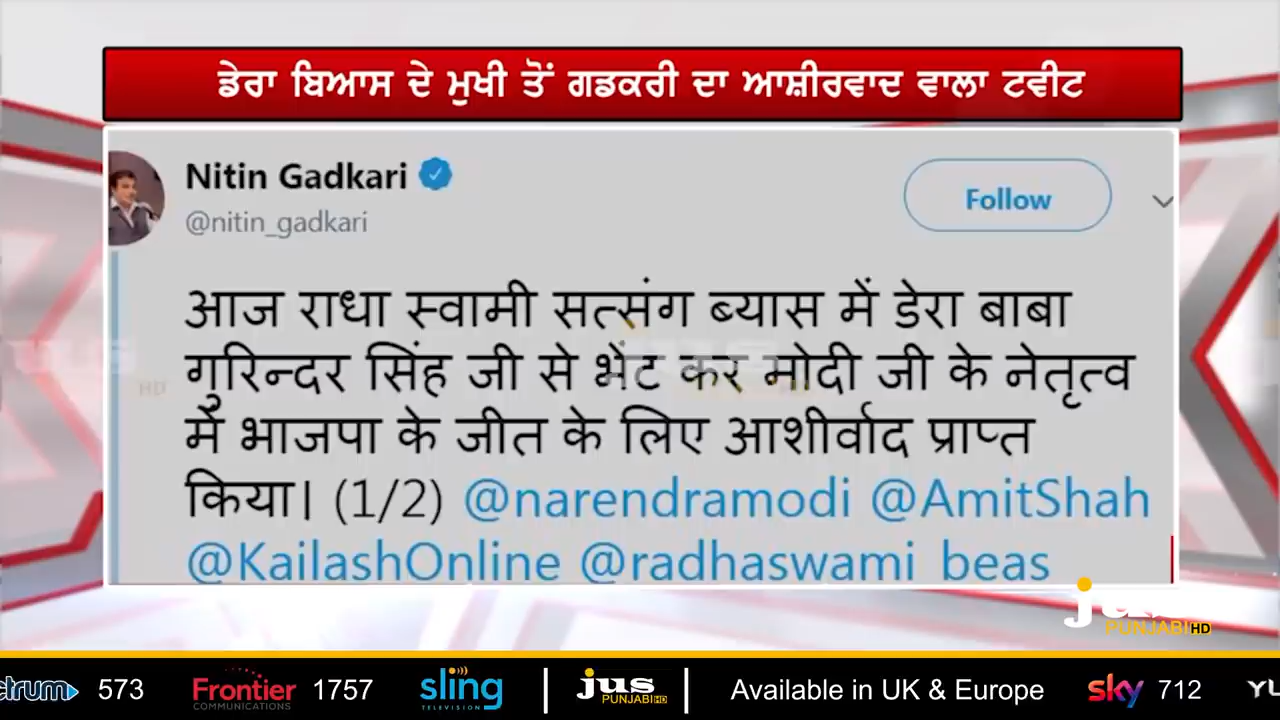 ਡੇਰਾ ਬਿਆਸ ਦੇ ਮੁਖੀ ਤੋਂ ਗਡਕਰੀ ਦਾ ਆਸ਼ੀਰਵਾਦ ਵਾਲਾ ਟਵੀਟ
Nitin Gadkari
@nitin_gadkari
Follow
आज राधा स्वामी सत्संग ब्यास में डेरा बाबा
गुरिन्दर सिंह जी से भेंट कर मोदी जी के नेतृत्व
में भाजपा के जीत के लिए आशीर्वाद प्राप्त
किया। (1/2) @narendramodi @AmitShah
@KailashOnline @radhaswami_beas
jus
PUNJABI HD
573 Frontier COMMUNICATIONS 1757 sling TELEVISION jus PUNJABI HD Available in UK & Europe sky 712